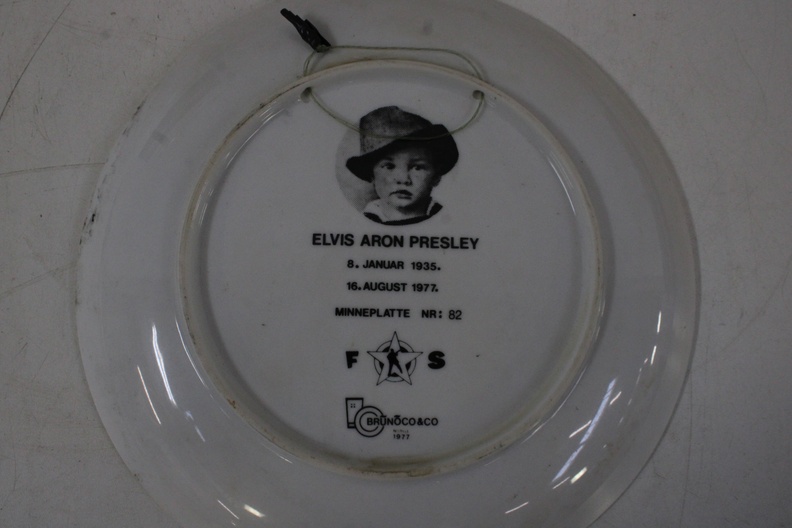 ELVIS ARON PRESLEY
8. JANUAR 1935.
16. AUGUST 1977.
MINNEPLATTE NR: 82
F S
BRUNOCO & CO
1977